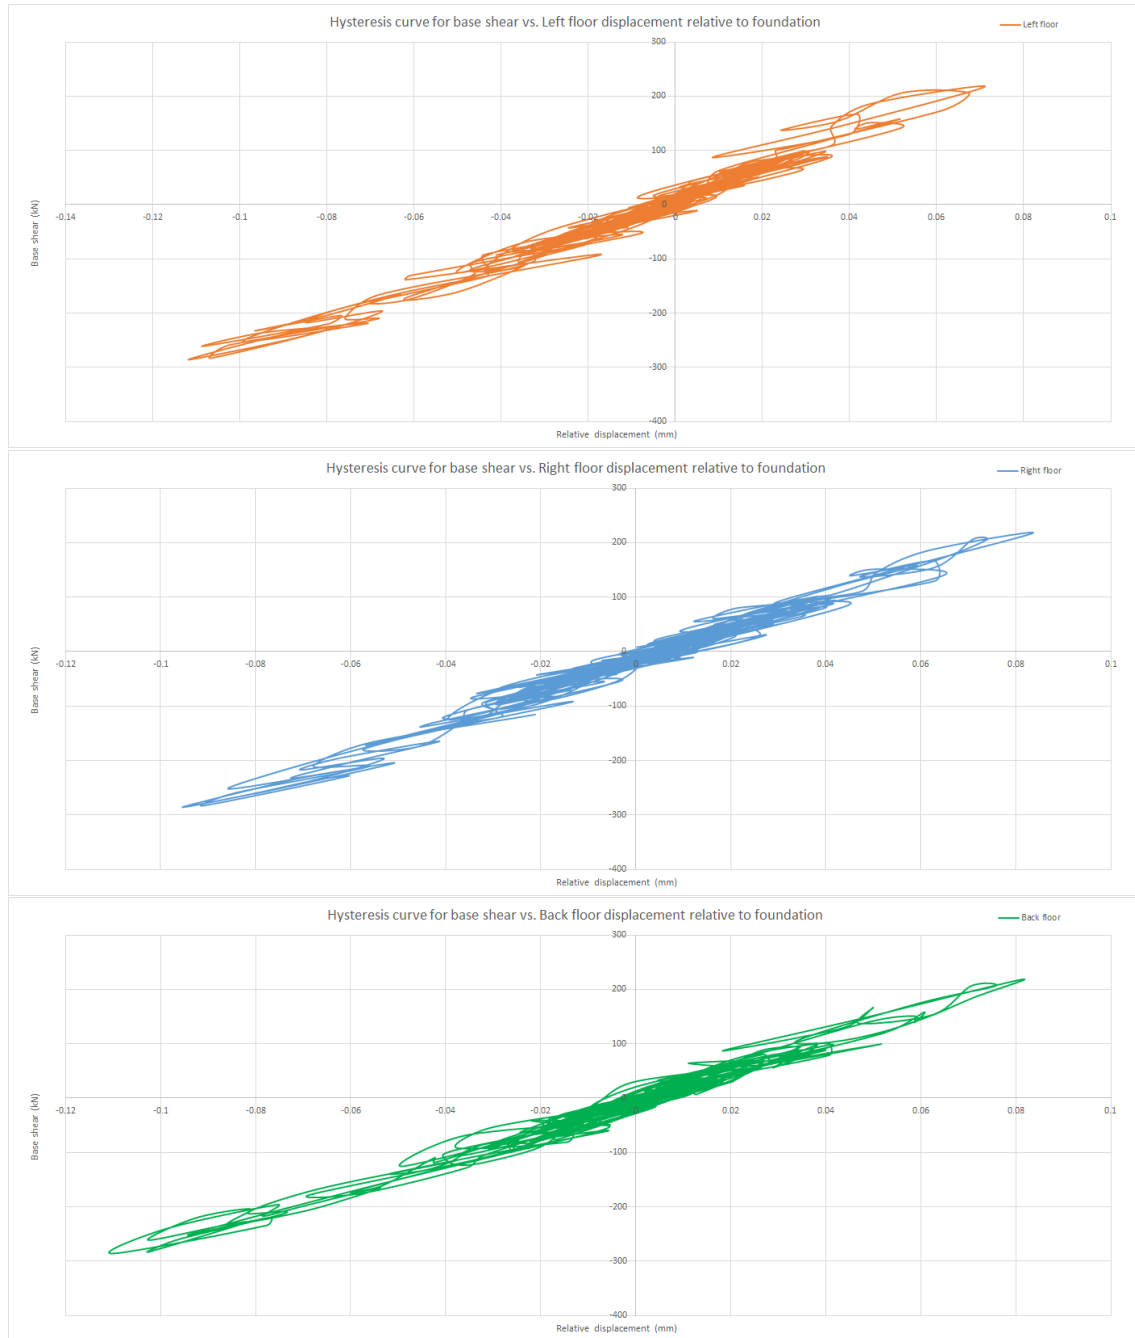 Hysteresis curve for base shear vs. Left floor displacement relative to foundation
Left floor
300
200
100
0
-0.14 -0.12 -0.1 -0.08 -0.06 -0.04 -0.02 0 0.02 0.04 0.06 0.08 0.1
-100
-200
-300
-400
Base shear (kN)
Relative displacement (mm)
Hysteresis curve for base shear vs. Right floor displacement relative to foundation
Right floor
300
200
100
0
-0.12 -0.1 -0.08 -0.06 -0.04 -0.02 0 0.02 0.04 0.06 0.08 0.1
-100
-200
-300
-400
Base shear (kN)
Relative displacement (mm)
Hysteresis curve for base shear vs. Back floor displacement relative to foundation
Back floor
300
200
100
0
-0.12 -0.1 -0.08 -0.06 -0.04 -0.02 0 0.02 0.04 0.06 0.08 0.1
-100
-200
-300
-400
Base shear (kN)
Relative displacement (mm)